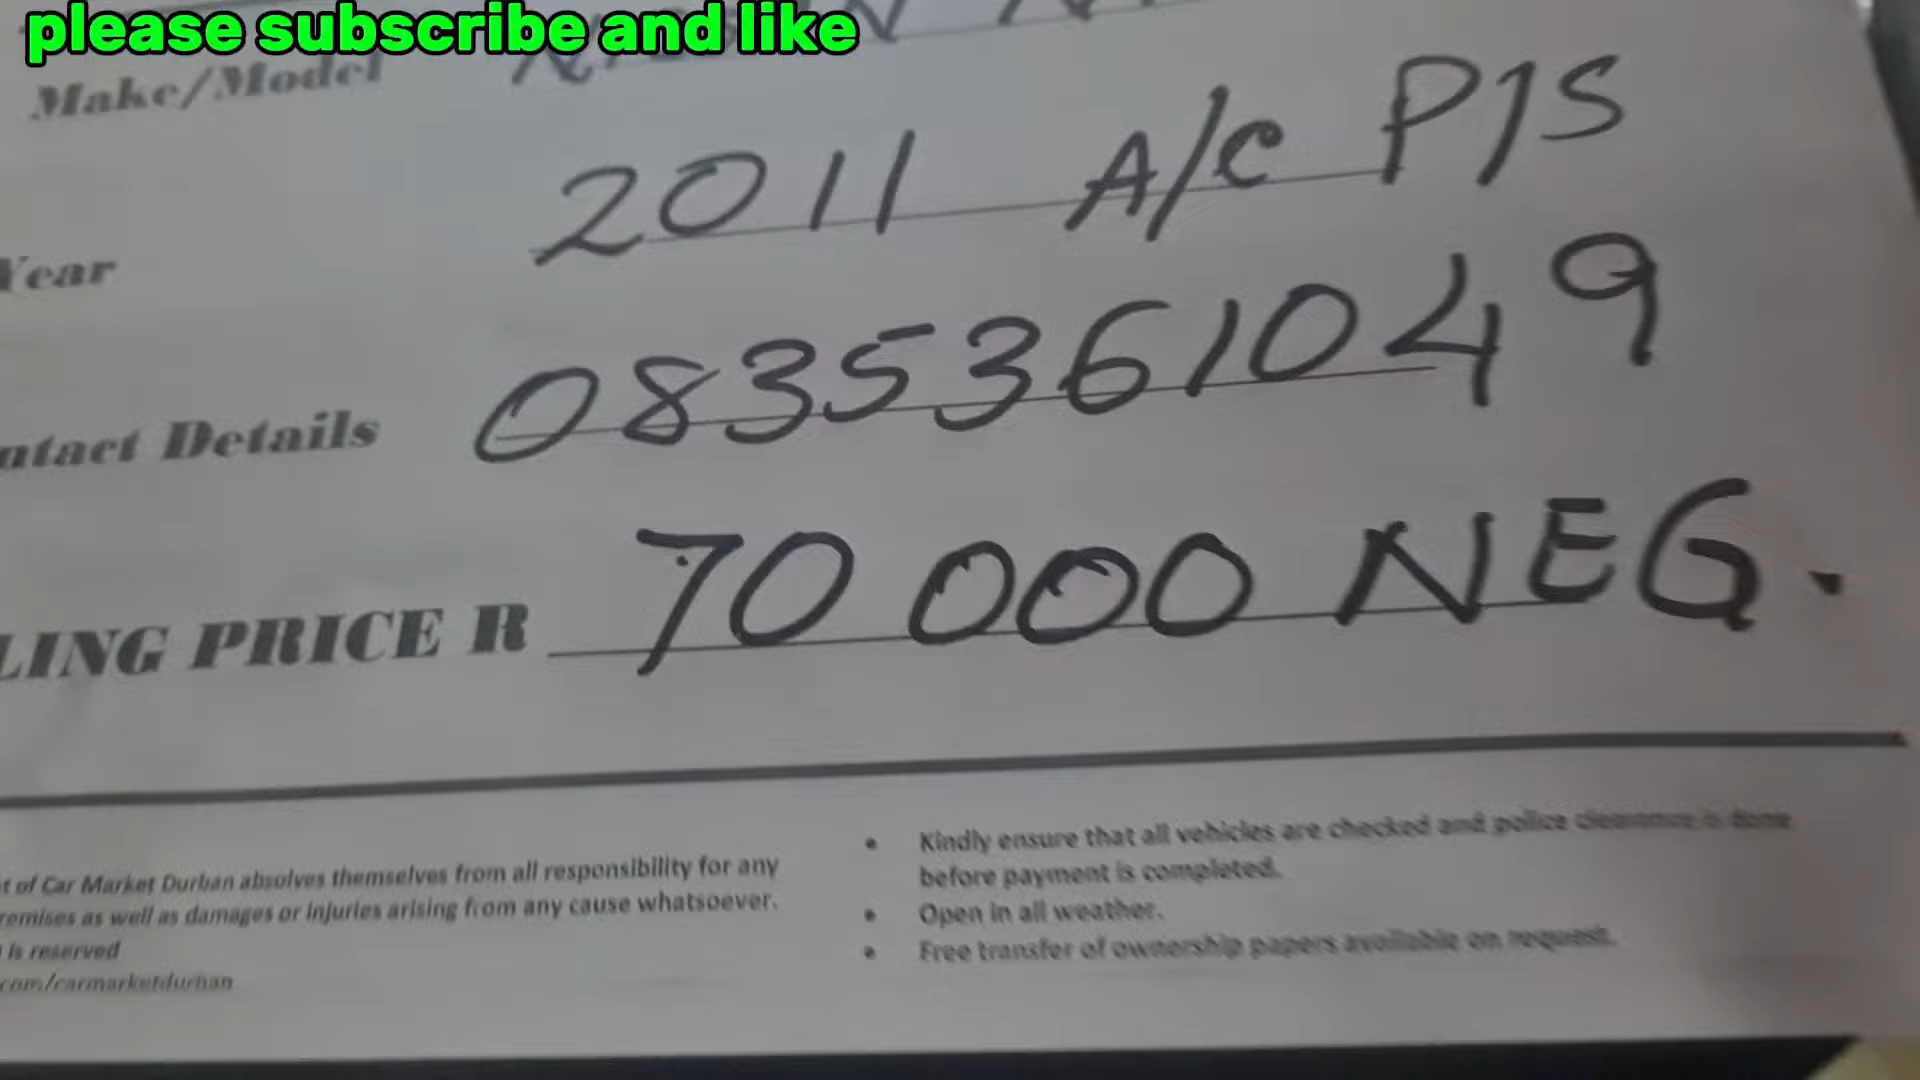 please subscribe and like
Make/Model
Year 2011 A/C P/S
ntact Details 0835361049
LING PRICE R 70 000 NEG.
t of Car Market Durban absolves themselves from all responsibility for any
remises as well as damages or injuries arising from any cause whatsoever.
is reserved
com/carmarketdurban
• Kindly ensure that all vehicles are checked and police clearance is done
before payment is completed.
• Open in all weather.
• Free transfer of ownership papers available on request.